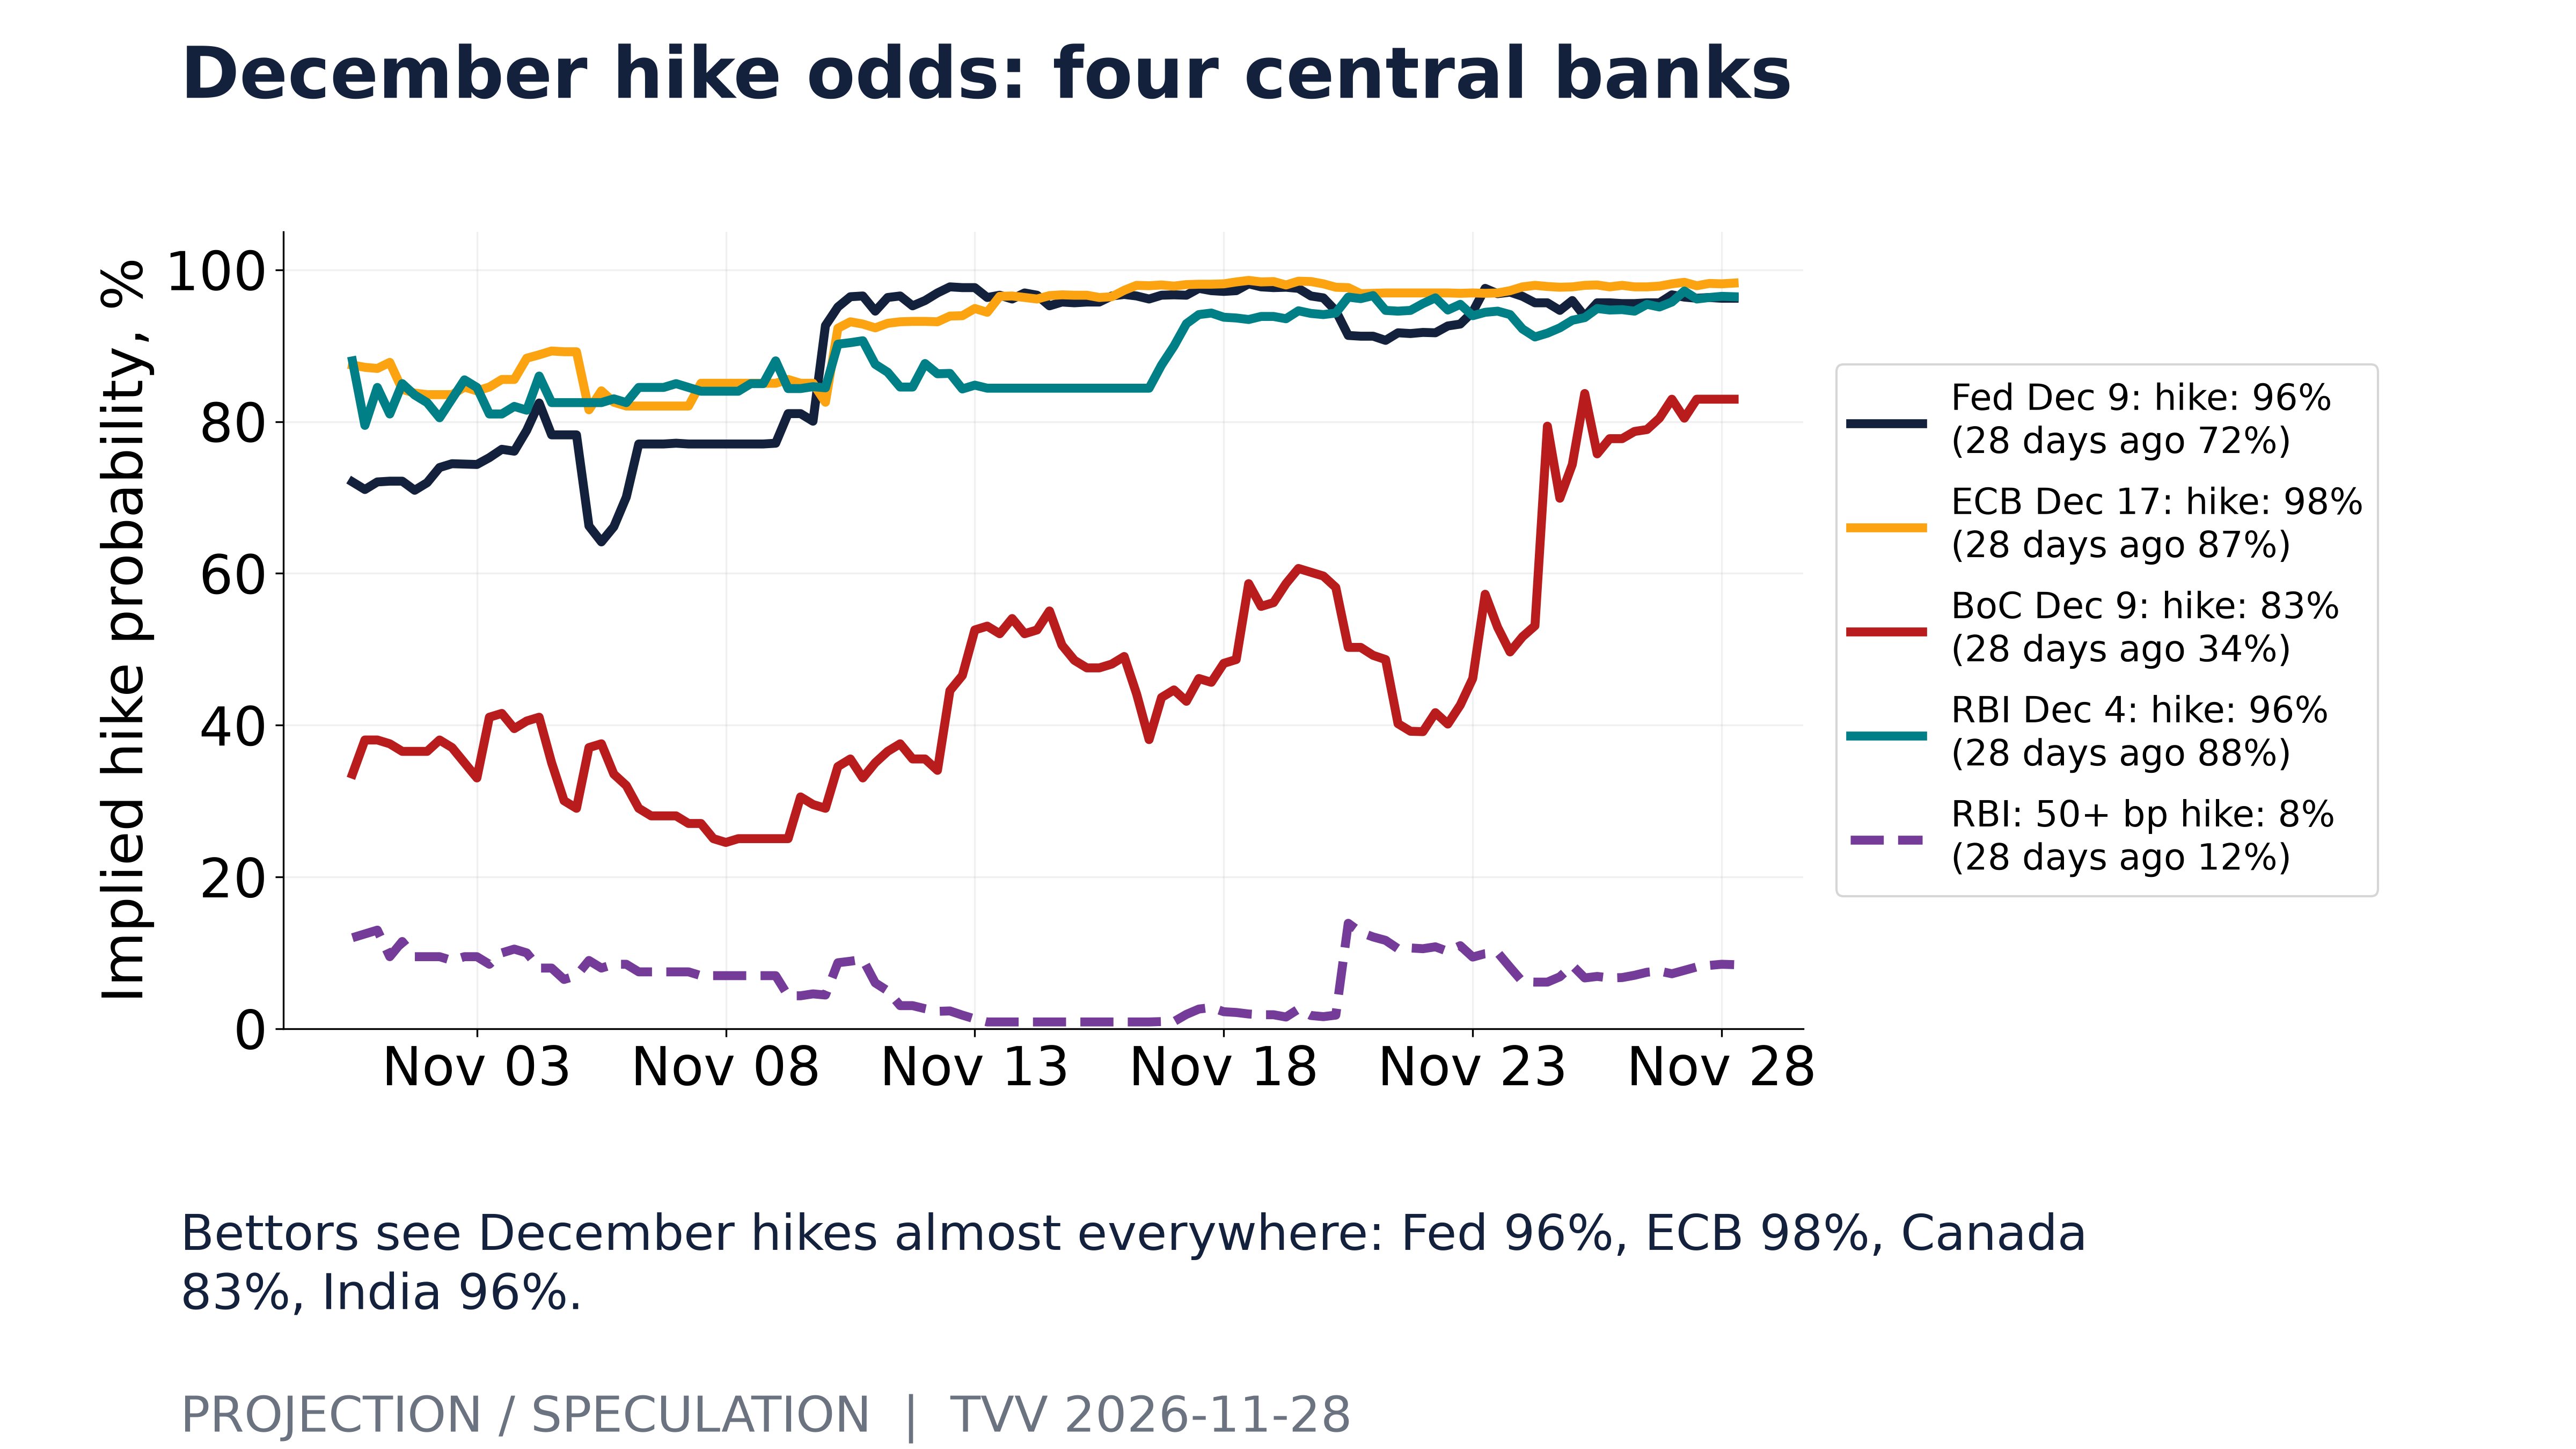 December hike odds: four central banks
Implied hike probability, %
100
80
60
40
20
0
Nov 03
Nov 08
Nov 13
Nov 18
Nov 23
Nov 28
Fed Dec 9: hike: 96%
(28 days ago 72%)
ECB Dec 17: hike: 98%
(28 days ago 87%)
BoC Dec 9: hike: 83%
(28 days ago 34%)
RBI Dec 4: hike: 96%
(28 days ago 88%)
RBI: 50+ bp hike: 8%
(28 days ago 12%)
Bettors see December hikes almost everywhere: Fed 96%, ECB 98%, Canada
83%, India 96%.
PROJECTION / SPECULATION | TVV 2026-11-28